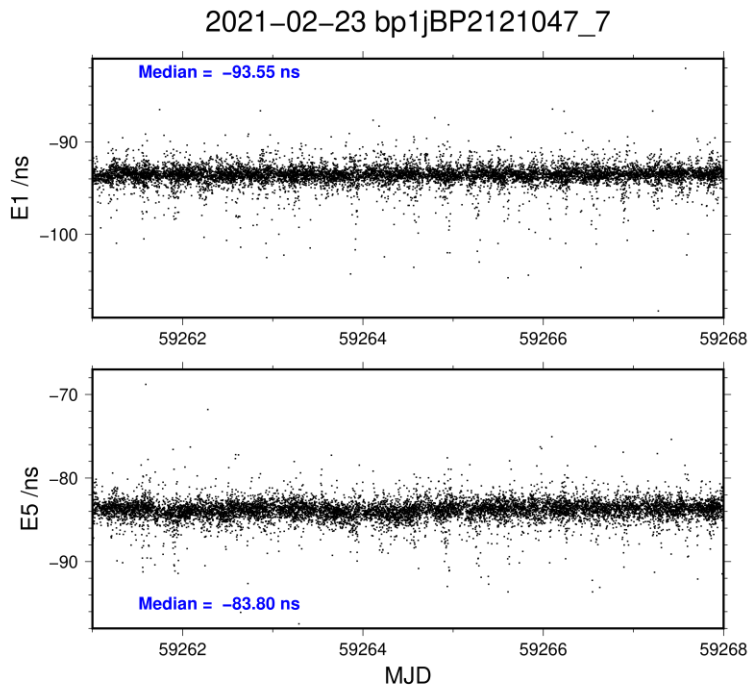 2021−02−23 bp1jBP2121047_7
Median = −93.55 ns
−90
−100
E1 /ns
59262 59264 59266 59268
−70
−80
−90
E5 /ns
Median = −83.80 ns
59262 59264 59266 59268
MJD